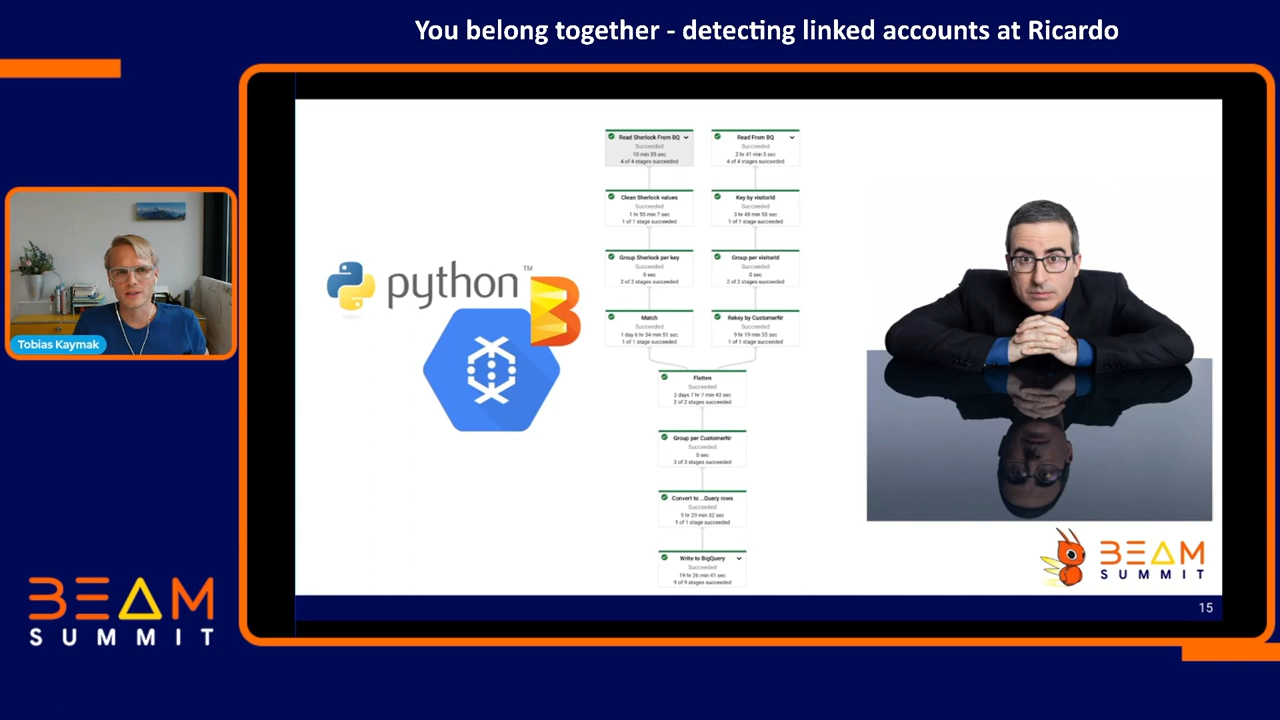 You belong together - detecting linked accounts at Ricardo
Tobias Kaymak
BEAM
SUMMIT
python™
Read Sherlock From BQ
Succeeded
10 min 35 sec
4 of 4 stages succeeded
Read From BQ
Succeeded
2 hr 41 min 5 sec
4 of 4 stages succeeded
Clean Sherlock values
Succeeded
1 hr 55 min 7 sec
1 of 1 stage succeeded
Key by visitorId
Succeeded
3 hr 48 min 58 sec
1 of 1 stage succeeded
Group Sherlock per key
Succeeded
0 sec
2 of 2 stages succeeded
Group per visitorId
Succeeded
0 sec
2 of 2 stages succeeded
Match
Succeeded
1 day 6 hr 34 min 51 sec
1 of 1 stage succeeded
Rekey by CustomerNr
Succeeded
9 hr 19 min 35 sec
1 of 1 stage succeeded
Flatten
Succeeded
2 days 7 hr 7 min 43 sec
2 of 2 stages succeeded
Group per CustomerNr
Succeeded
0 sec
3 of 3 stages succeeded
Convert to ...Query rows
Succeeded
9 hr 29 min 32 sec
1 of 1 stage succeeded
Write to BigQuery
Succeeded
19 hr 26 min 41 sec
9 of 9 stages succeeded
BEAM
SUMMIT
15